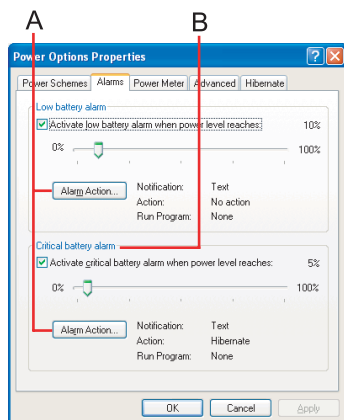 A B
Power Options Properties
Power Schemes Alarms Power Meter Advanced Hibernate
Low battery alarm
Activate low battery alarm when power level reaches: 10%
0% 100%
Alarm Action... Notification: Text
Action: No action
Run Program: None
Critical battery alarm
Activate critical battery alarm when power level reaches: 5%
0% 100%
Alarm Action... Notification: Text
Action: Hibernate
Run Program: None
OK Cancel Apply